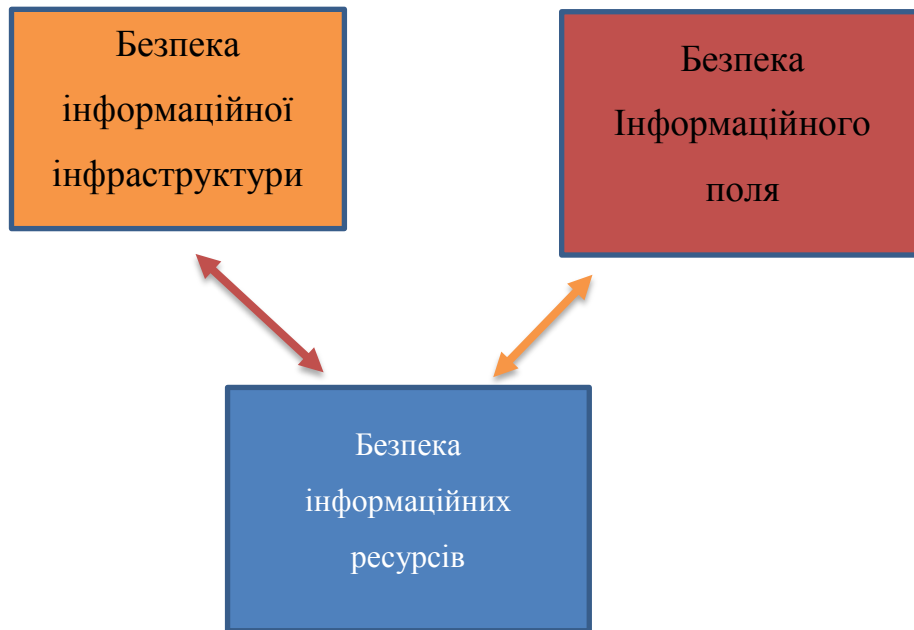 Безпека
інформаційної
інфраструктури
Безпека
Інформаційного
поля
Безпека
інформаційних
ресурсів